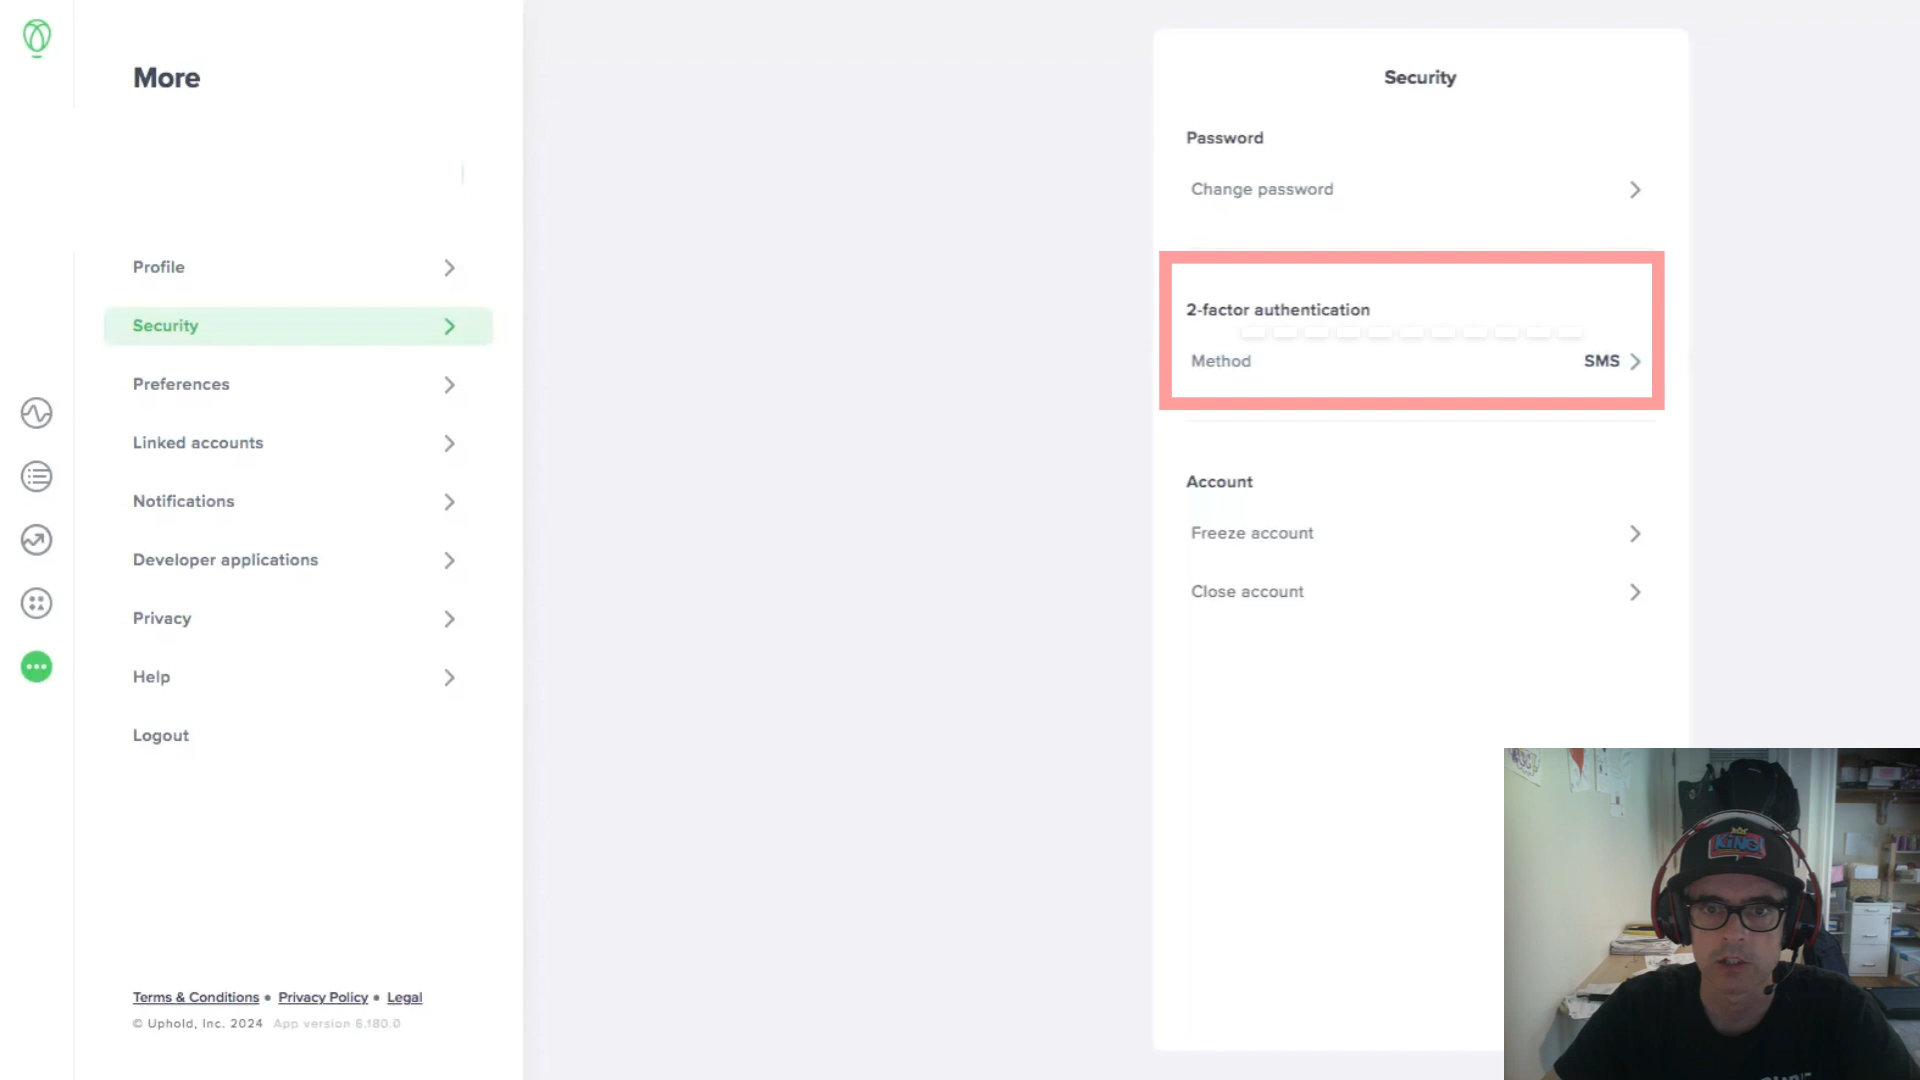 More
Profile
Security
Preferences
Linked accounts
Notifications
Developer applications
Privacy
Help
Logout
Terms & Conditions • Privacy Policy • Legal
© Uphold, Inc. 2024 App version 6.180.0
Security
Password
Change password
2-factor authentication
Method SMS
Account
Freeze account
Close account
KING